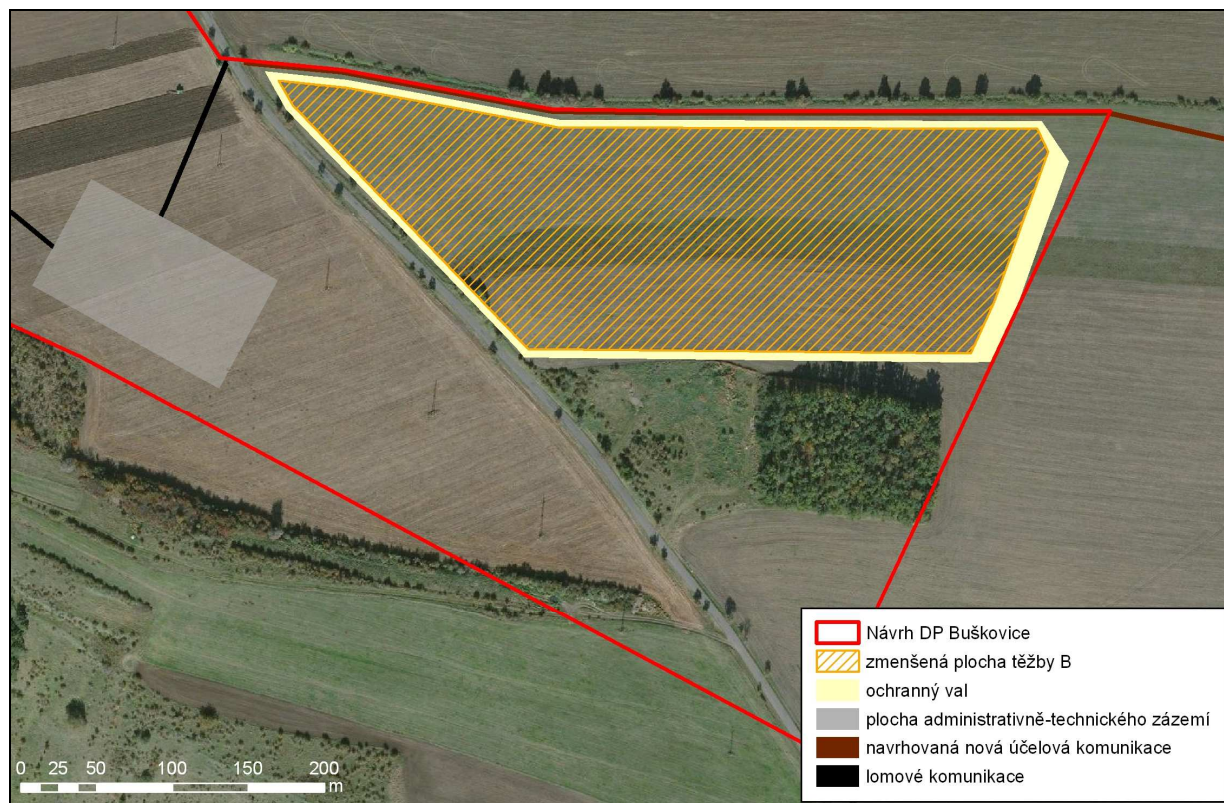 Návrh DP Buškovice
zmenšená plocha těžby B
ochranný val
plocha administrativně-technického zázemí
navrhovaná nová účelová komunikace
lomové komunikace
0 25 50 100 150 200
m